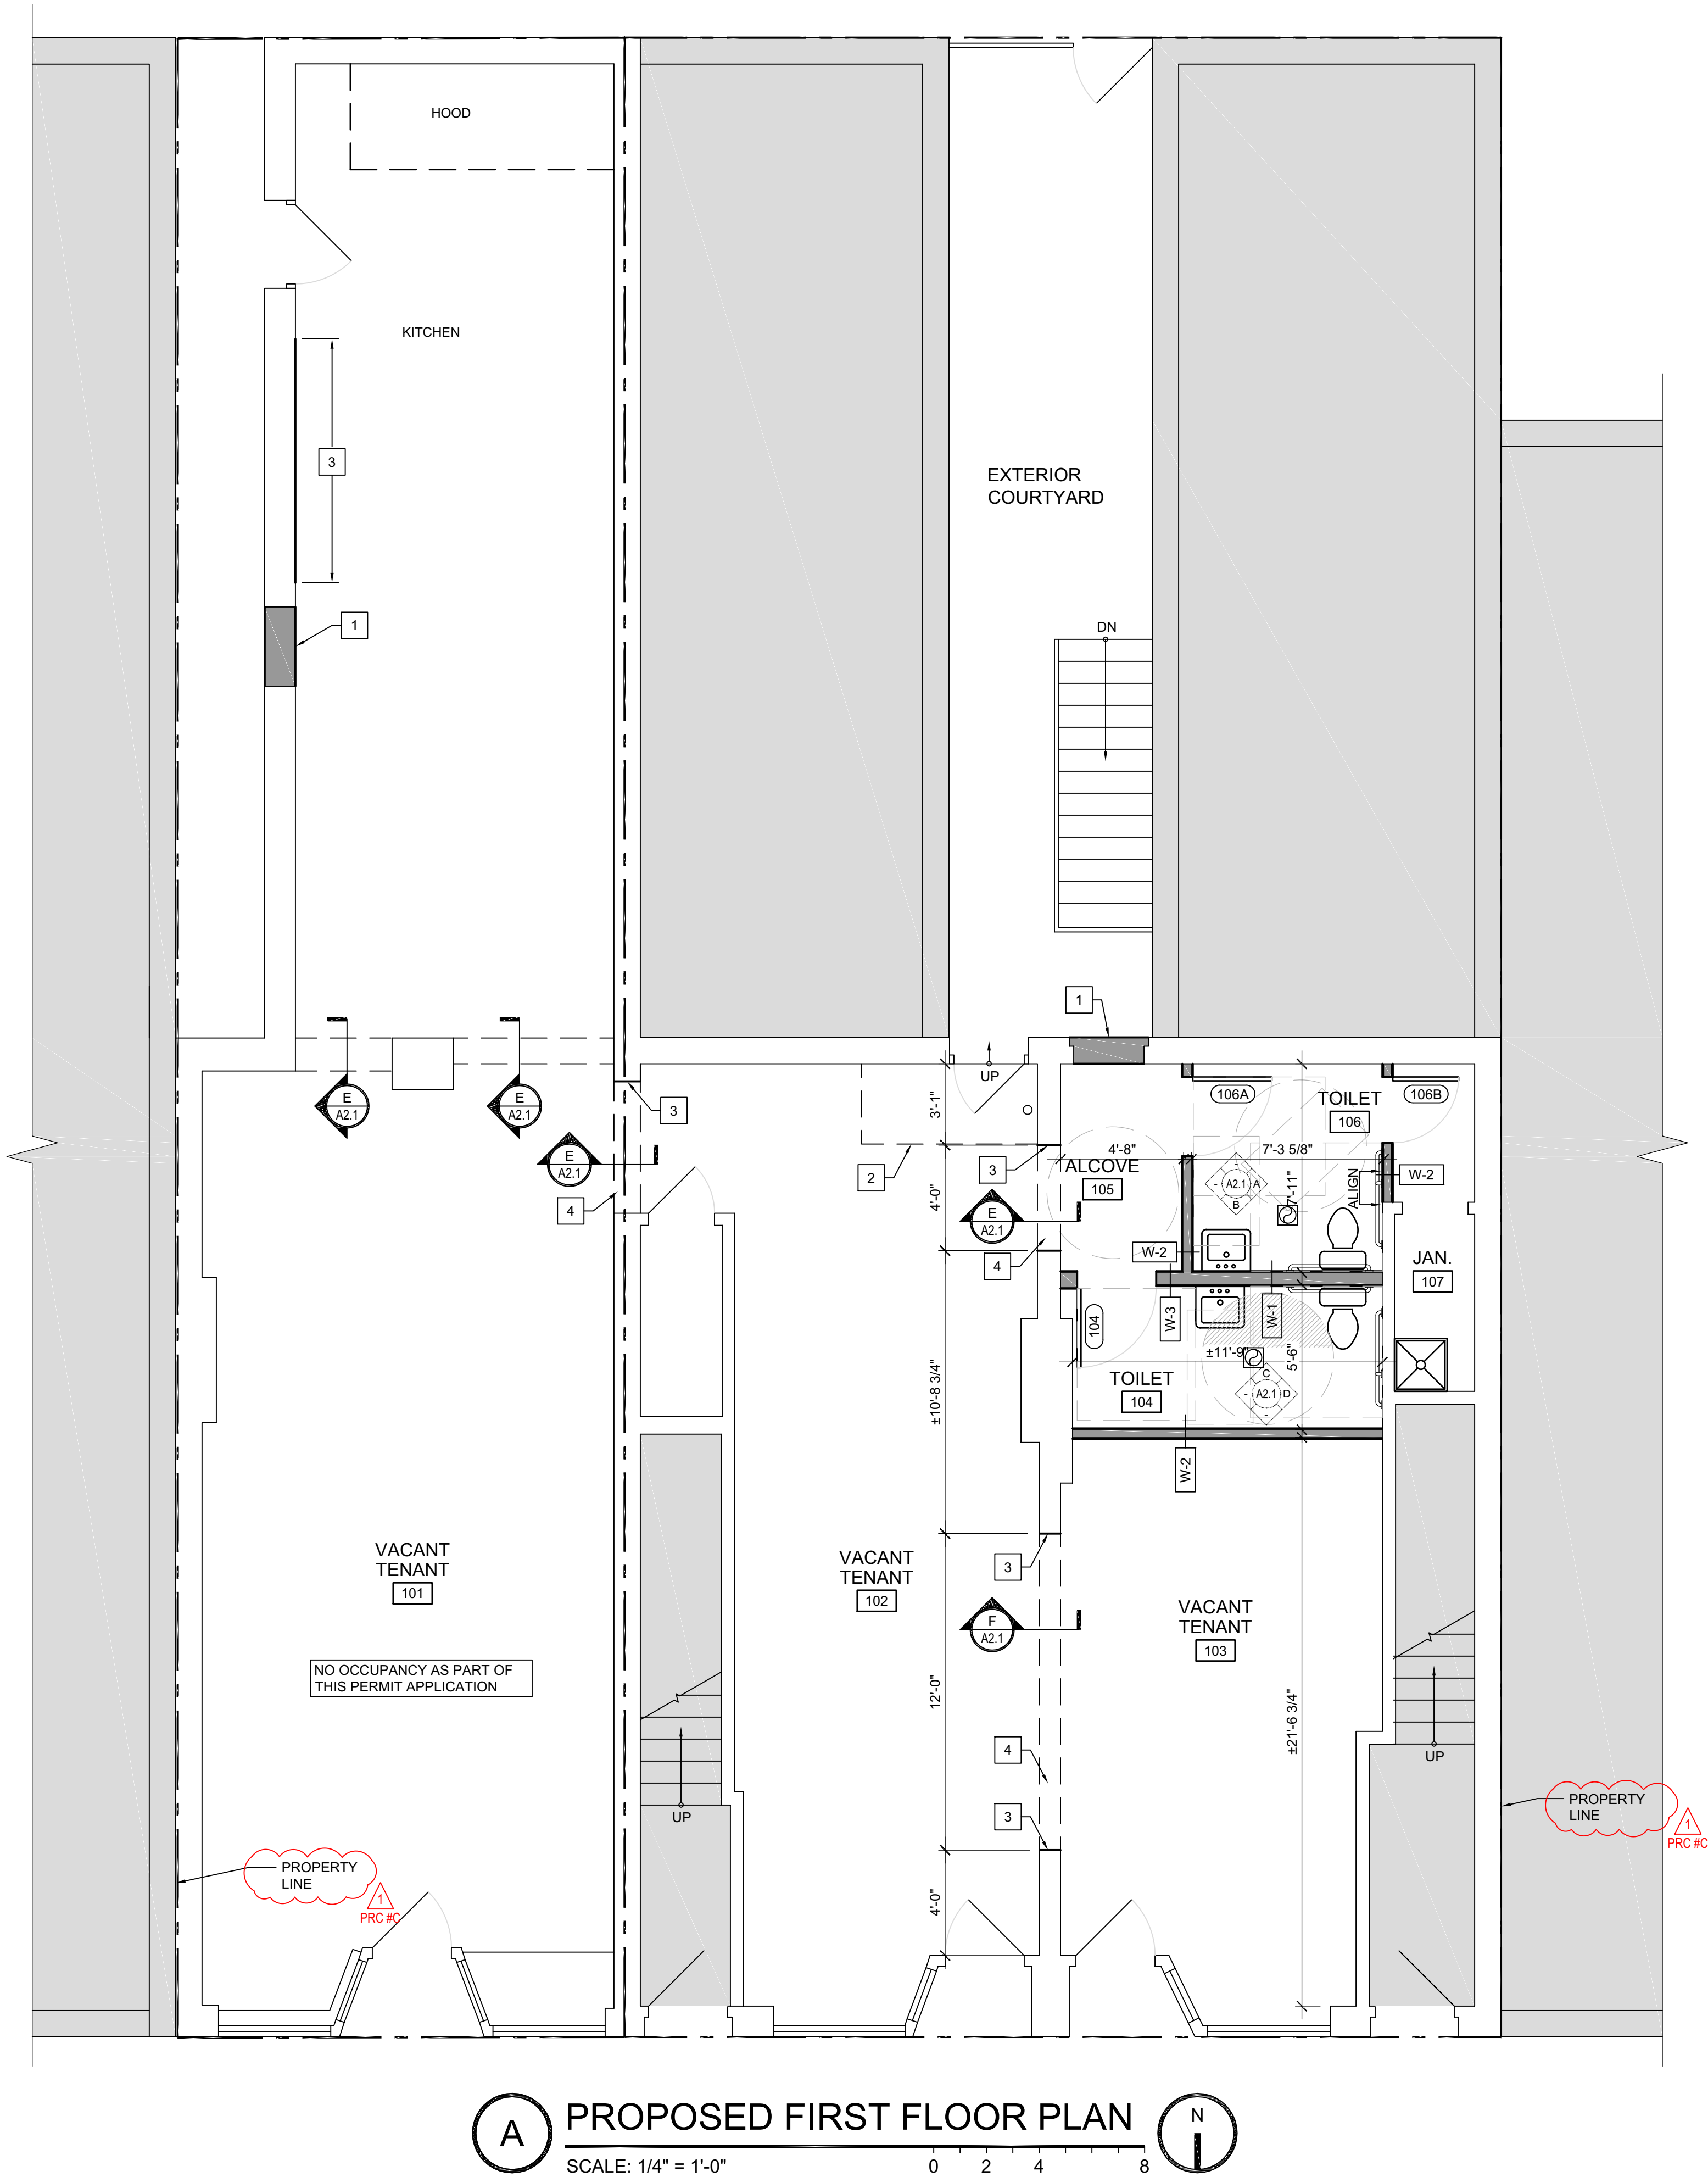 HOOD
KITCHEN
3
EXTERIOR
COURTYARD
1
DN
1
UP
E
A2.1
E
A2.1
3
E
A2.1
4
3'-1"
2
3
4'-0"
E
A2.1
4
4'-8"
ALCOVE
105
106A
TOILET
106
106B
7'-3 5/8"
- A2.1 A
B
-
7'-11"
ALIGN
W-2
W-2
JAN.
107
W-3
W-1
104
±11'-9"
5'-6"
TOILET
104
C
- A2.1 D
-
W-2
±10'-8 3/4"
VACANT
TENANT
101
NO OCCUPANCY AS PART OF
THIS PERMIT APPLICATION
VACANT
TENANT
102
3
F
A2.1
12'-0"
4
3
4'-0"
VACANT
TENANT
103
±21'-6 3/4"
UP
UP
PROPERTY
LINE
1
PRC #C
PROPERTY
LINE
1
PRC #C
A
PROPOSED FIRST FLOOR PLAN
N
SCALE: 1/4" = 1'-0"
0 2 4 8